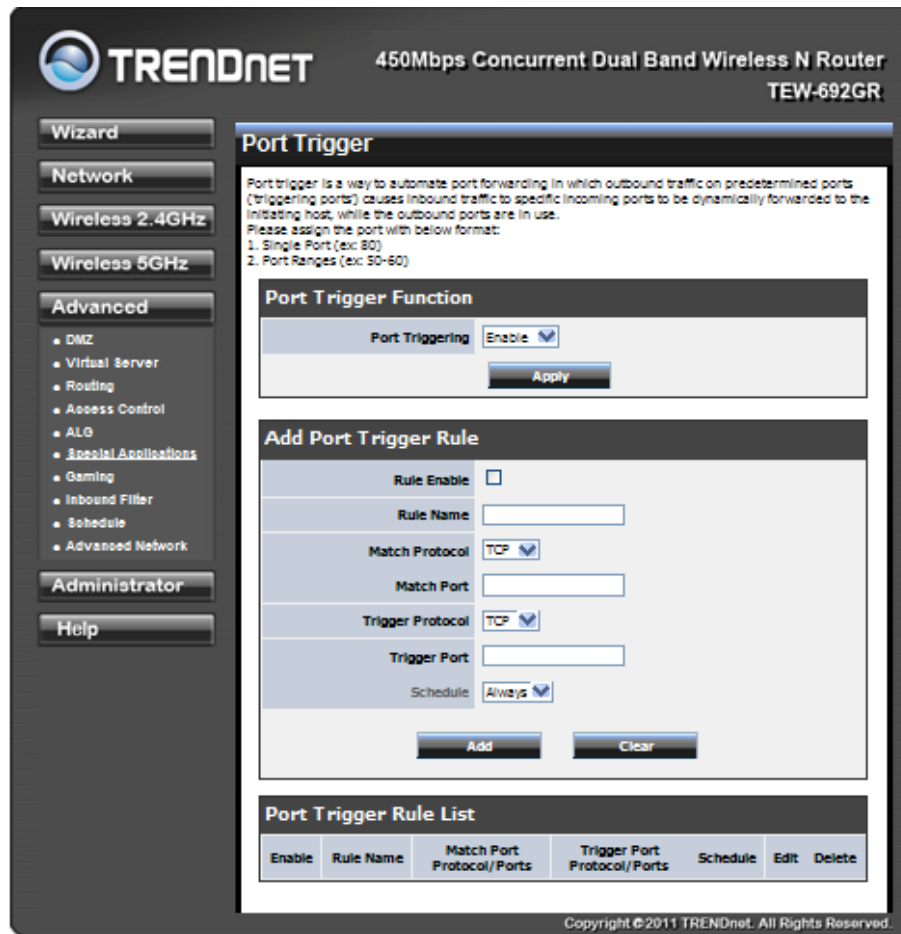 TRENDNET
450Mbps Concurrent Dual Band Wireless N Router
TEW-692GR
Wizard
Network
Wireless 2.4GHz
Wireless 5GHz
Advanced
DMZ
Virtual Server
Routing
Access Control
ALG
Special Applications
Gaming
Inbound Filter
Schedule
Advanced Network
Administrator
Help
Port Trigger
Port trigger is a way to automate port forwarding in which outbound traffic on predetermined ports
('triggering ports') causes inbound traffic to specific incoming ports to be dynamically forwarded to the
initiating host, while the outbound ports are in use.
Please assign the port with below format:
1. Single Port (ex: 80)
2. Port Ranges (ex: 50-60)
Port Trigger Function
Port Triggering Enable
Apply
Add Port Trigger Rule
Rule Enable
Rule Name
Match Protocol TCP
Match Port
Trigger Protocol TCP
Trigger Port
Schedule Always
Add Clear
Port Trigger Rule List
Enable Rule Name Match Port Protocol/Ports Trigger Port Protocol/Ports Schedule Edit Delete
Copyright © 2011 TRENDnet. All Rights Reserved.